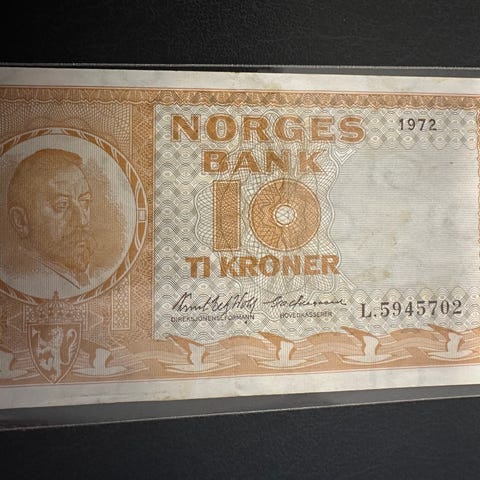 NORGES
1972
BANK
10
TI KRONER
DIREKSJONENS FORMANN
HOVEDKASSERER
L.5945702